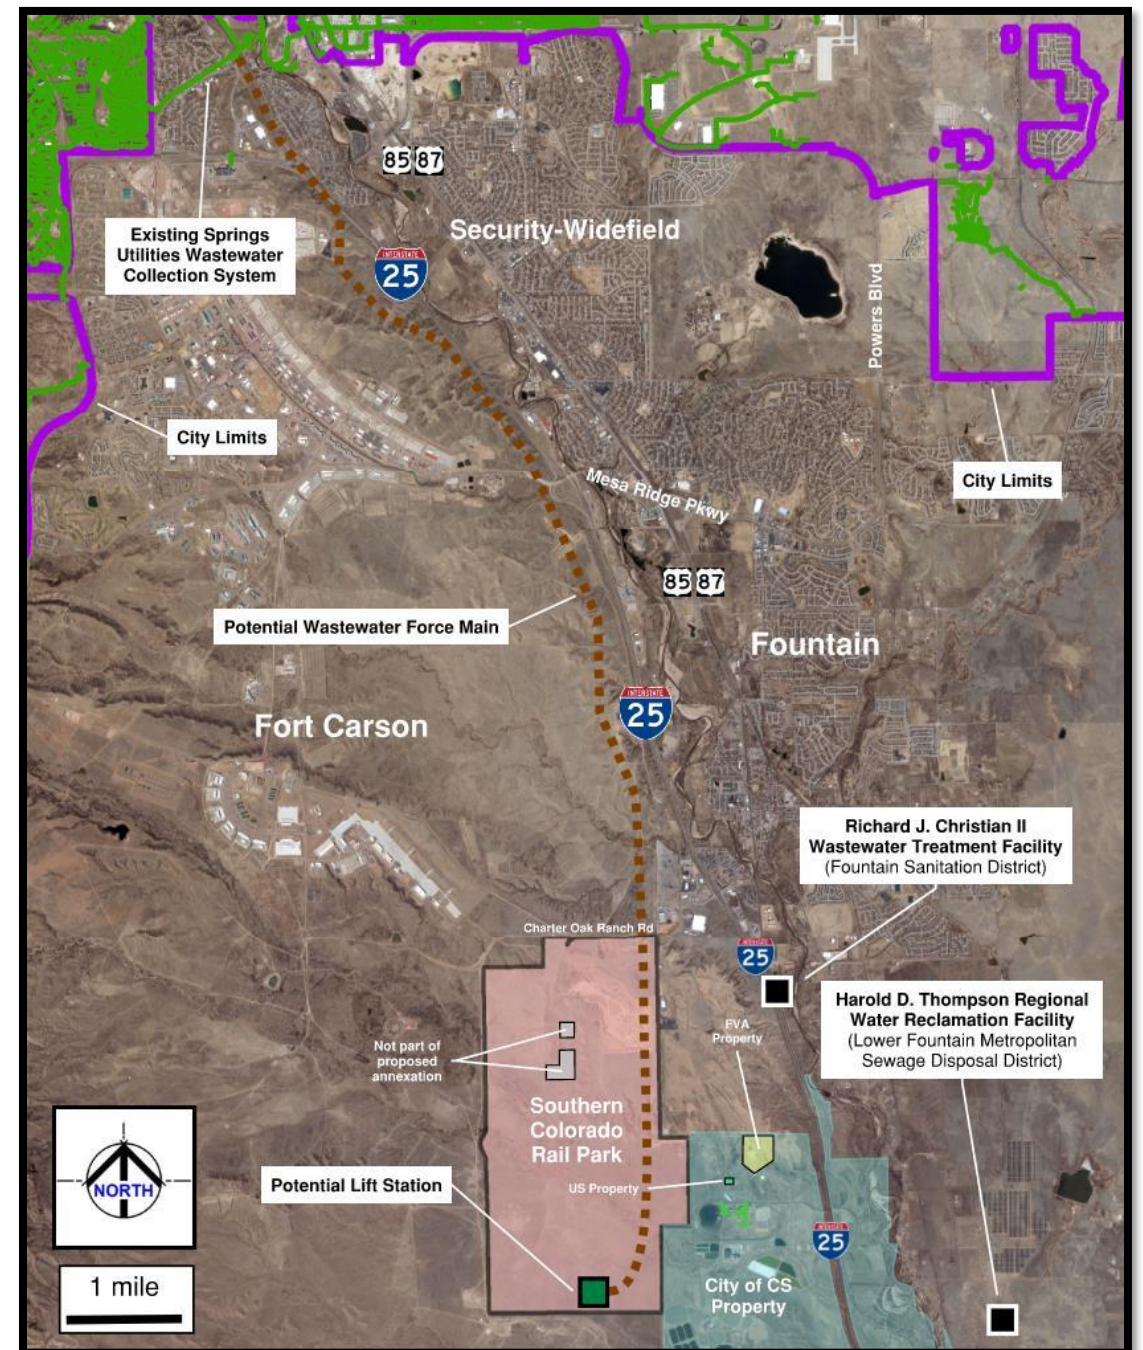 85 87
Security-Widefield
Existing Springs
Utilities Wastewater
Collection System
INTERSTATE
25
Powers Blvd
City Limits
City Limits
Mesa Ridge Pkwy
85 87
Potential Wastewater Force Main
Fountain
INTERSTATE
25
Fort Carson
Richard J. Christian II
Wastewater Treatment Facility
(Fountain Sanitation District)
Charter Oak Ranch Rd
INTERSTATE
25
Harold D. Thompson Regional
Water Reclamation Facility
(Lower Fountain Metropolitan
Sewage Disposal District)
FVA
Property
Not part of
proposed
annexation
Southern
Colorado
Rail Park
NORTH
Potential Lift Station
US Property
INTERSTATE
25
City of CS
Property
1 mile